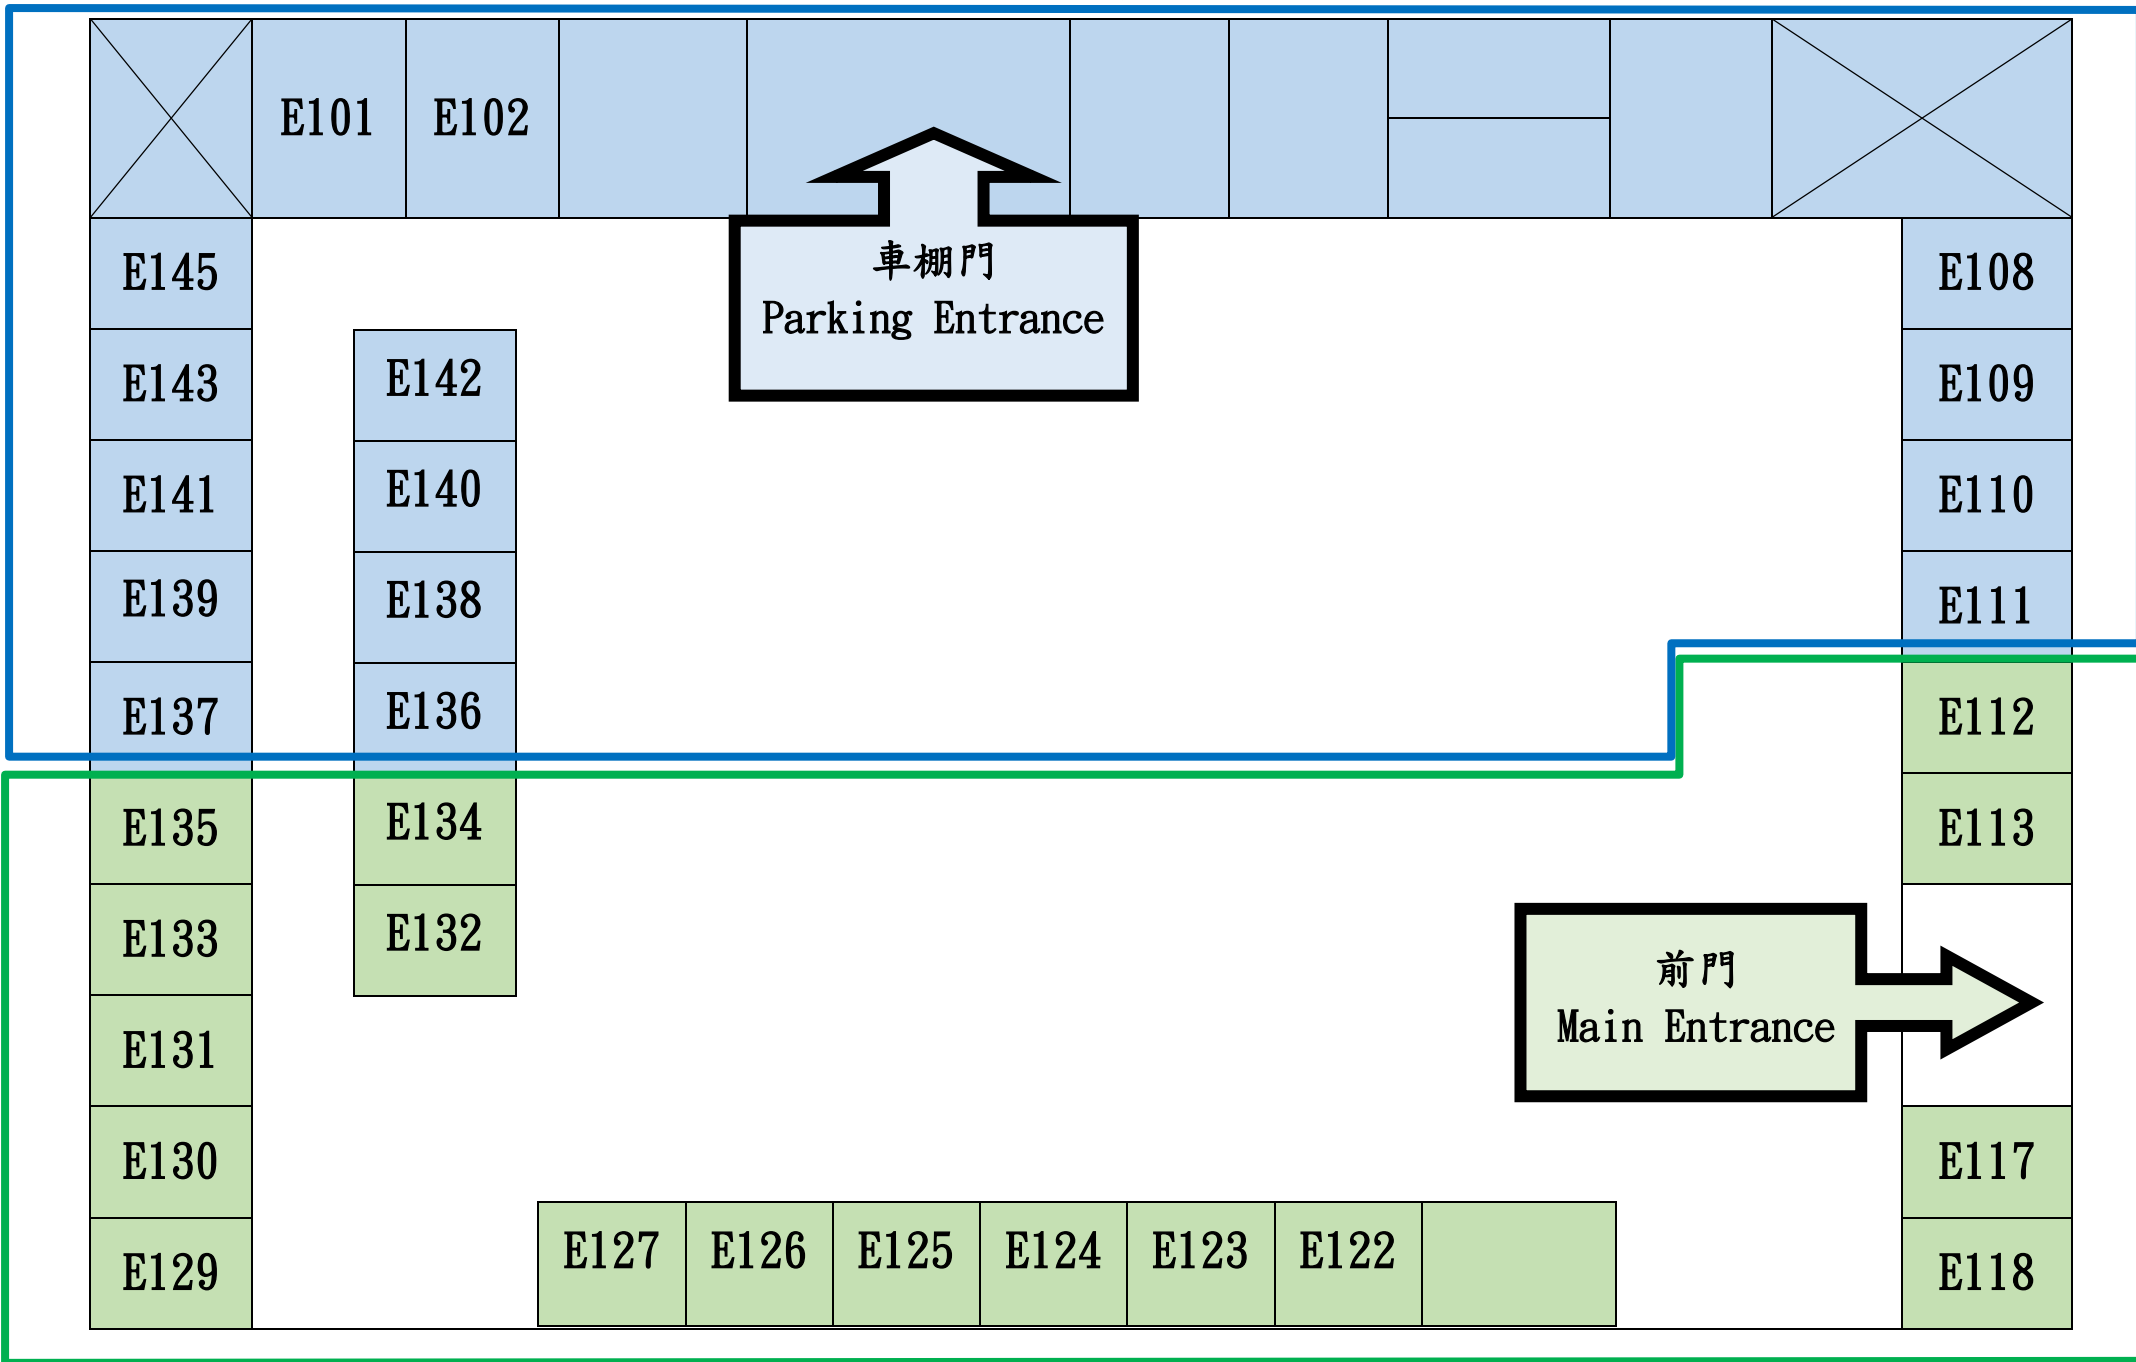 E101 E102
車棚門
Parking Entrance
E145
E143
E141
E139
E137
E142
E140
E138
E136
E108
E109
E110
E111
E135
E133
E131
E130
E129
E134
E132
E112
E113
前門
Main Entrance
E117
E118
E127 E126 E125 E124 E123 E122